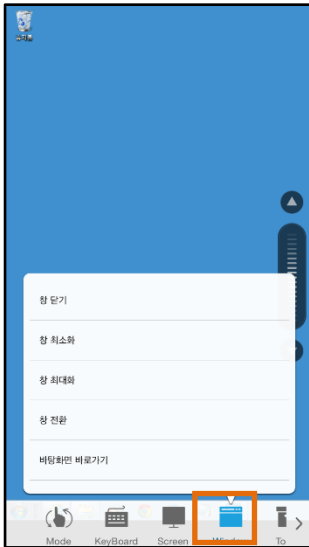 휴지통
창 닫기
창 최소화
창 최대화
창 전환
바탕화면 바로가기
Mode KeyBoard Screen Window To